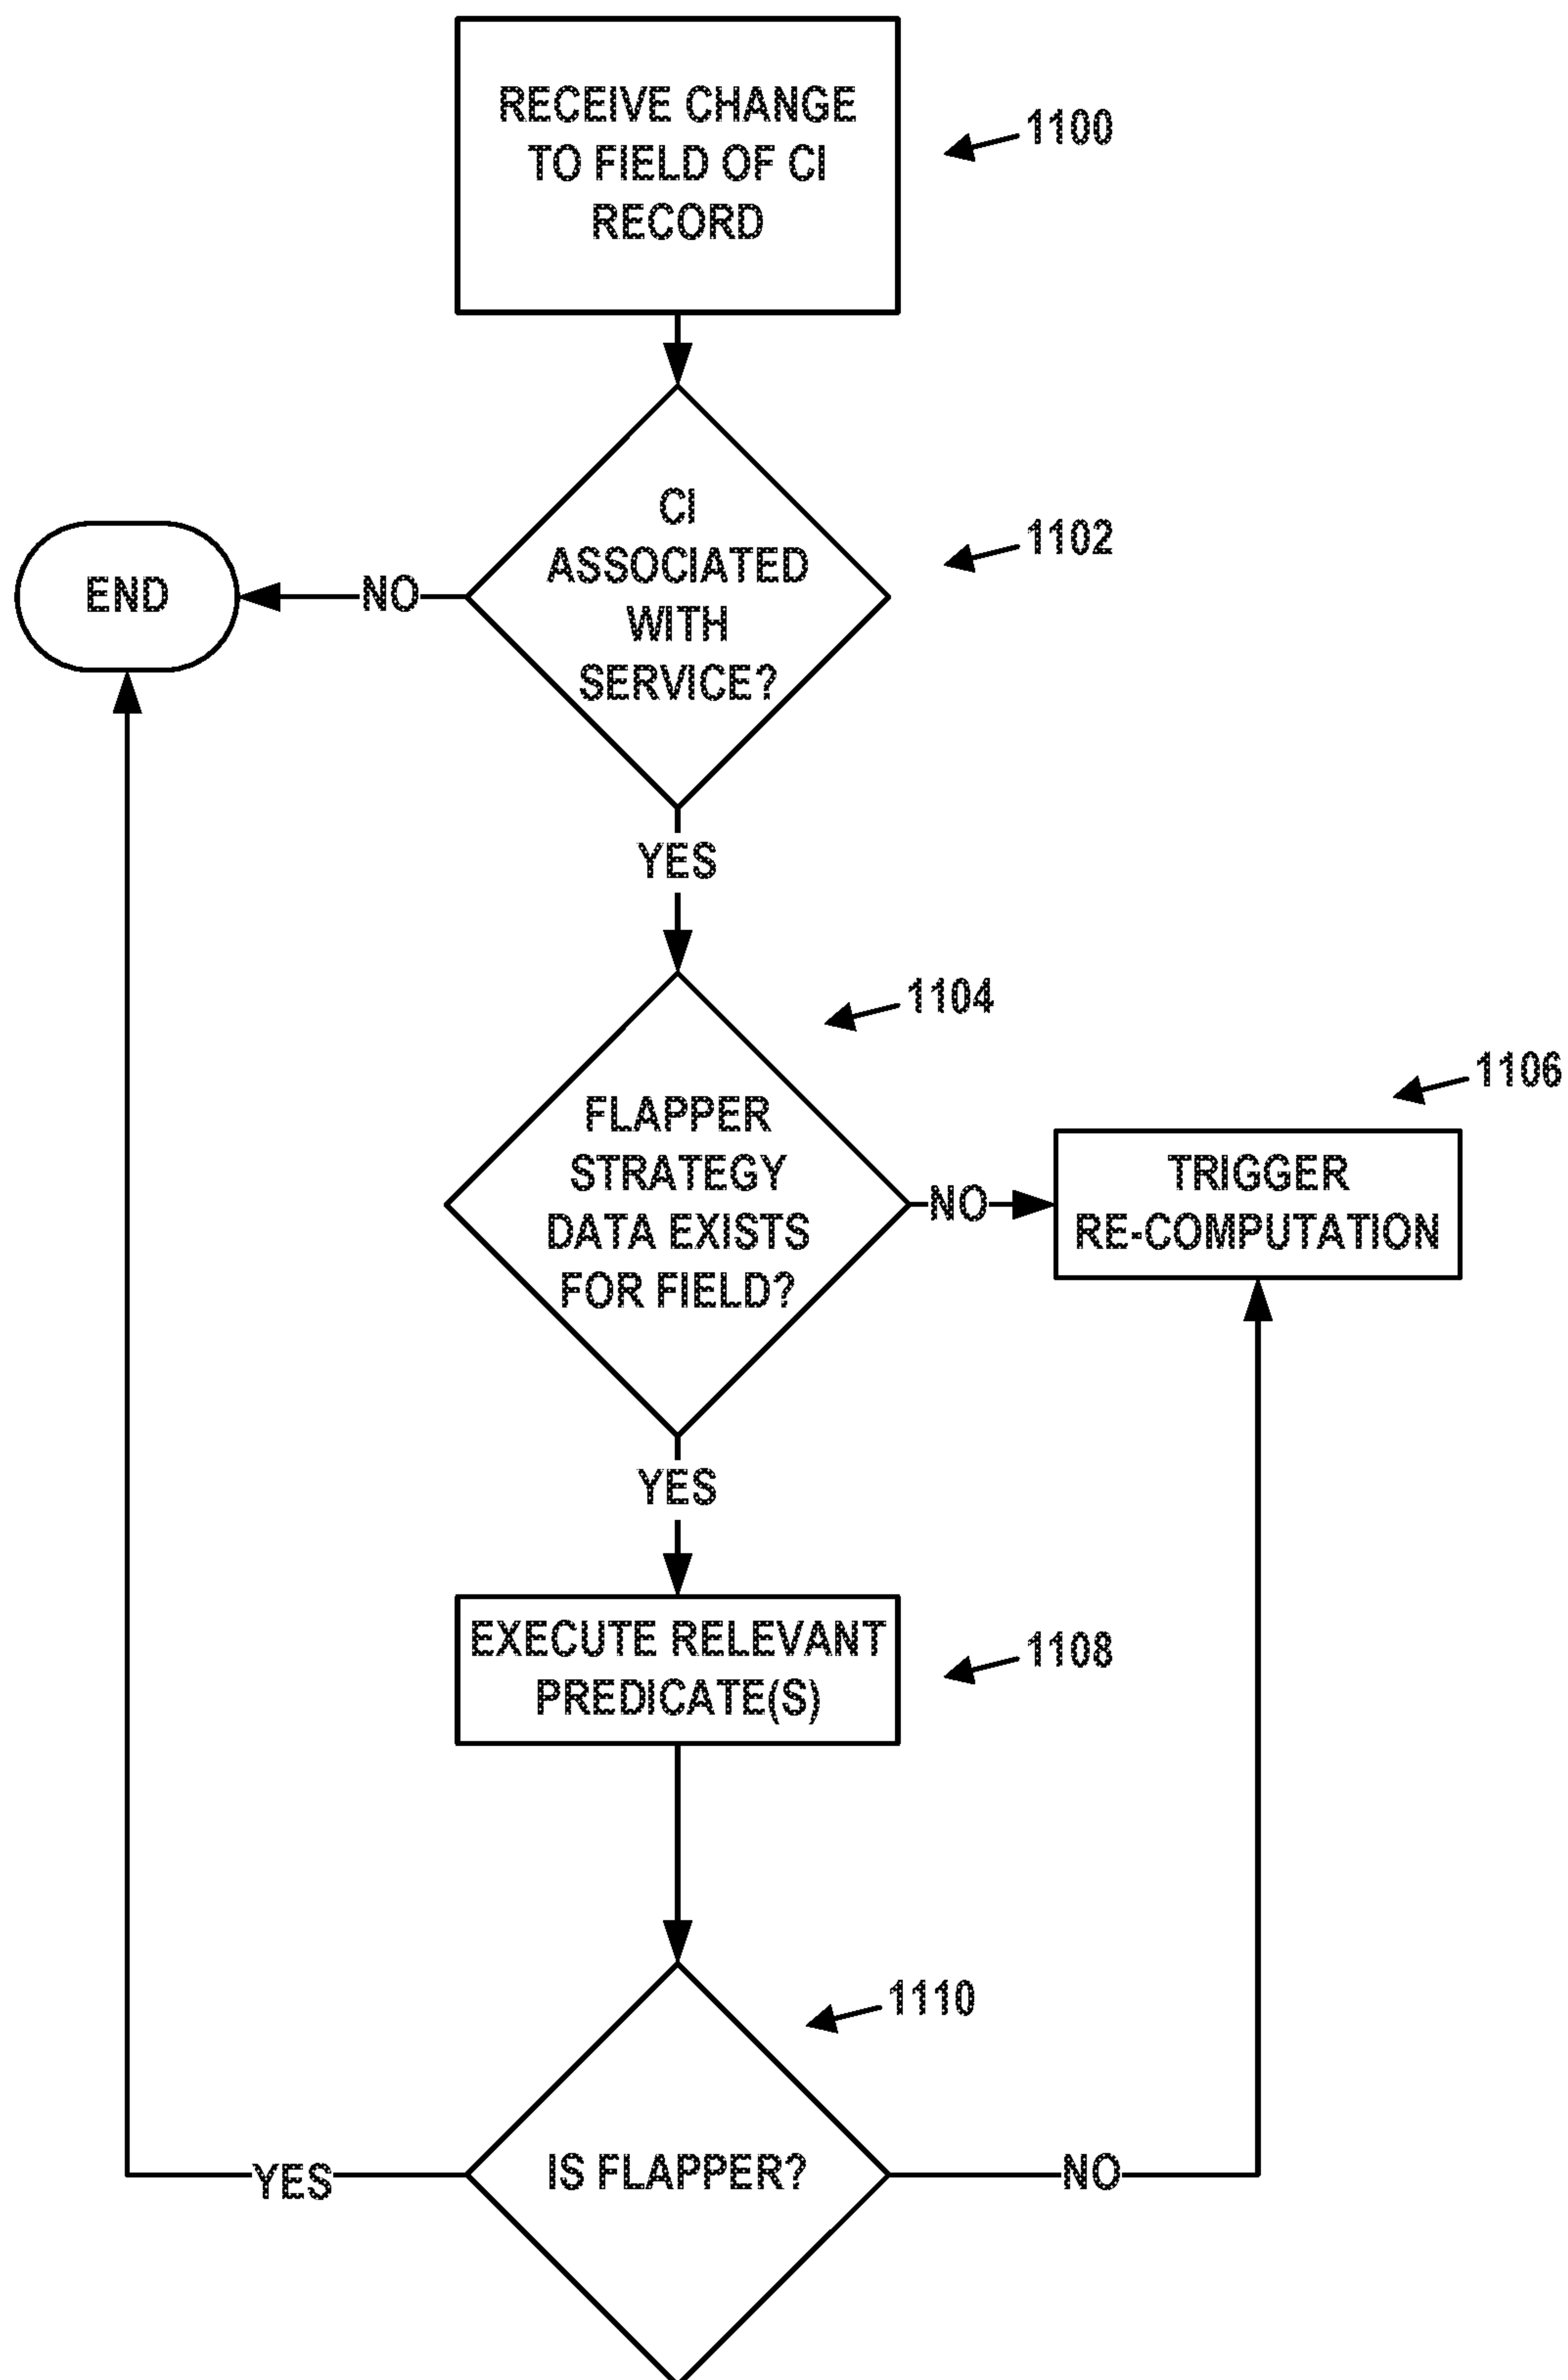 RECEIVE CHANGE
TO FIELD OF CI
RECORD
1100
CI
ASSOCIATED
WITH
SERVICE?
1102
END
NO
YES
1104
FLAPPER
STRATEGY
DATA EXISTS
FOR FIELD?
NO
1106
TRIGGER
RE-COMPUTATION
YES
EXECUTE RELEVANT
PREDICATE(S)
1108
1110
IS FLAPPER?
YES
NO